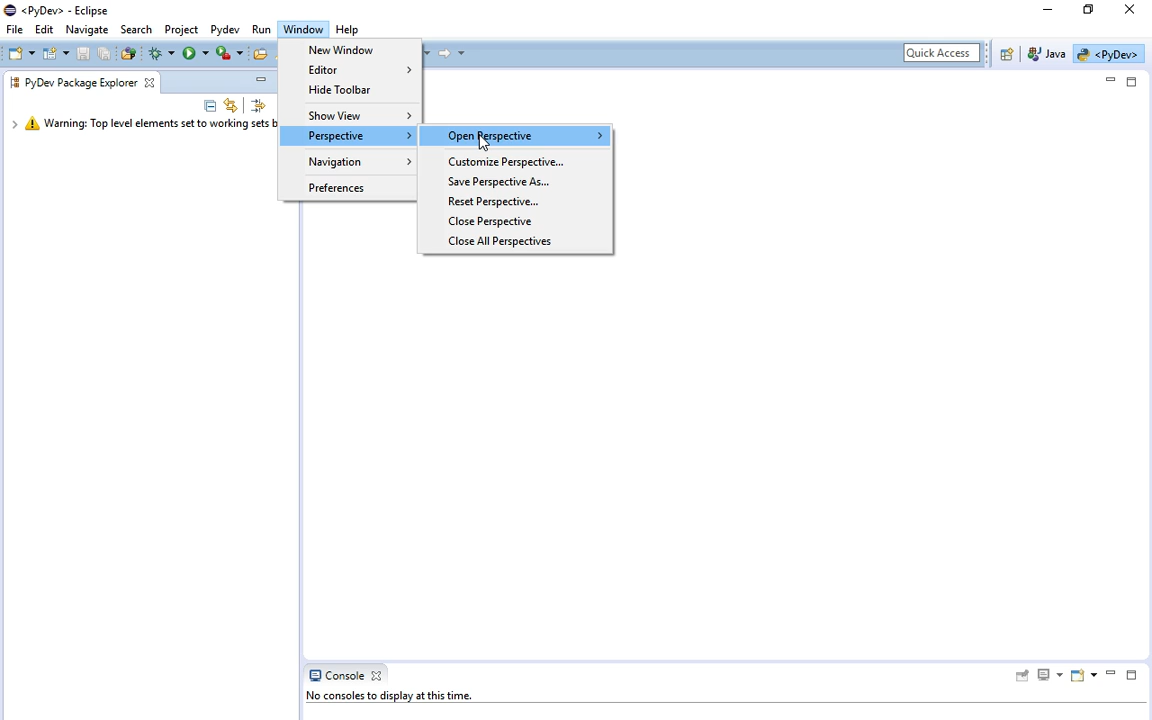 <PyDev> - Eclipse
File Edit Navigate Search Project Pydev Run Window Help
Quick Access
Java
<PyDev>
PyDev Package Explorer
Warning: Top level elements set to working sets b
New Window
Editor
Hide Toolbar
Show View
Perspective
Navigation
Preferences
Open Perspective
Customize Perspective...
Save Perspective As...
Reset Perspective...
Close Perspective
Close All Perspectives
Console
No consoles to display at this time.